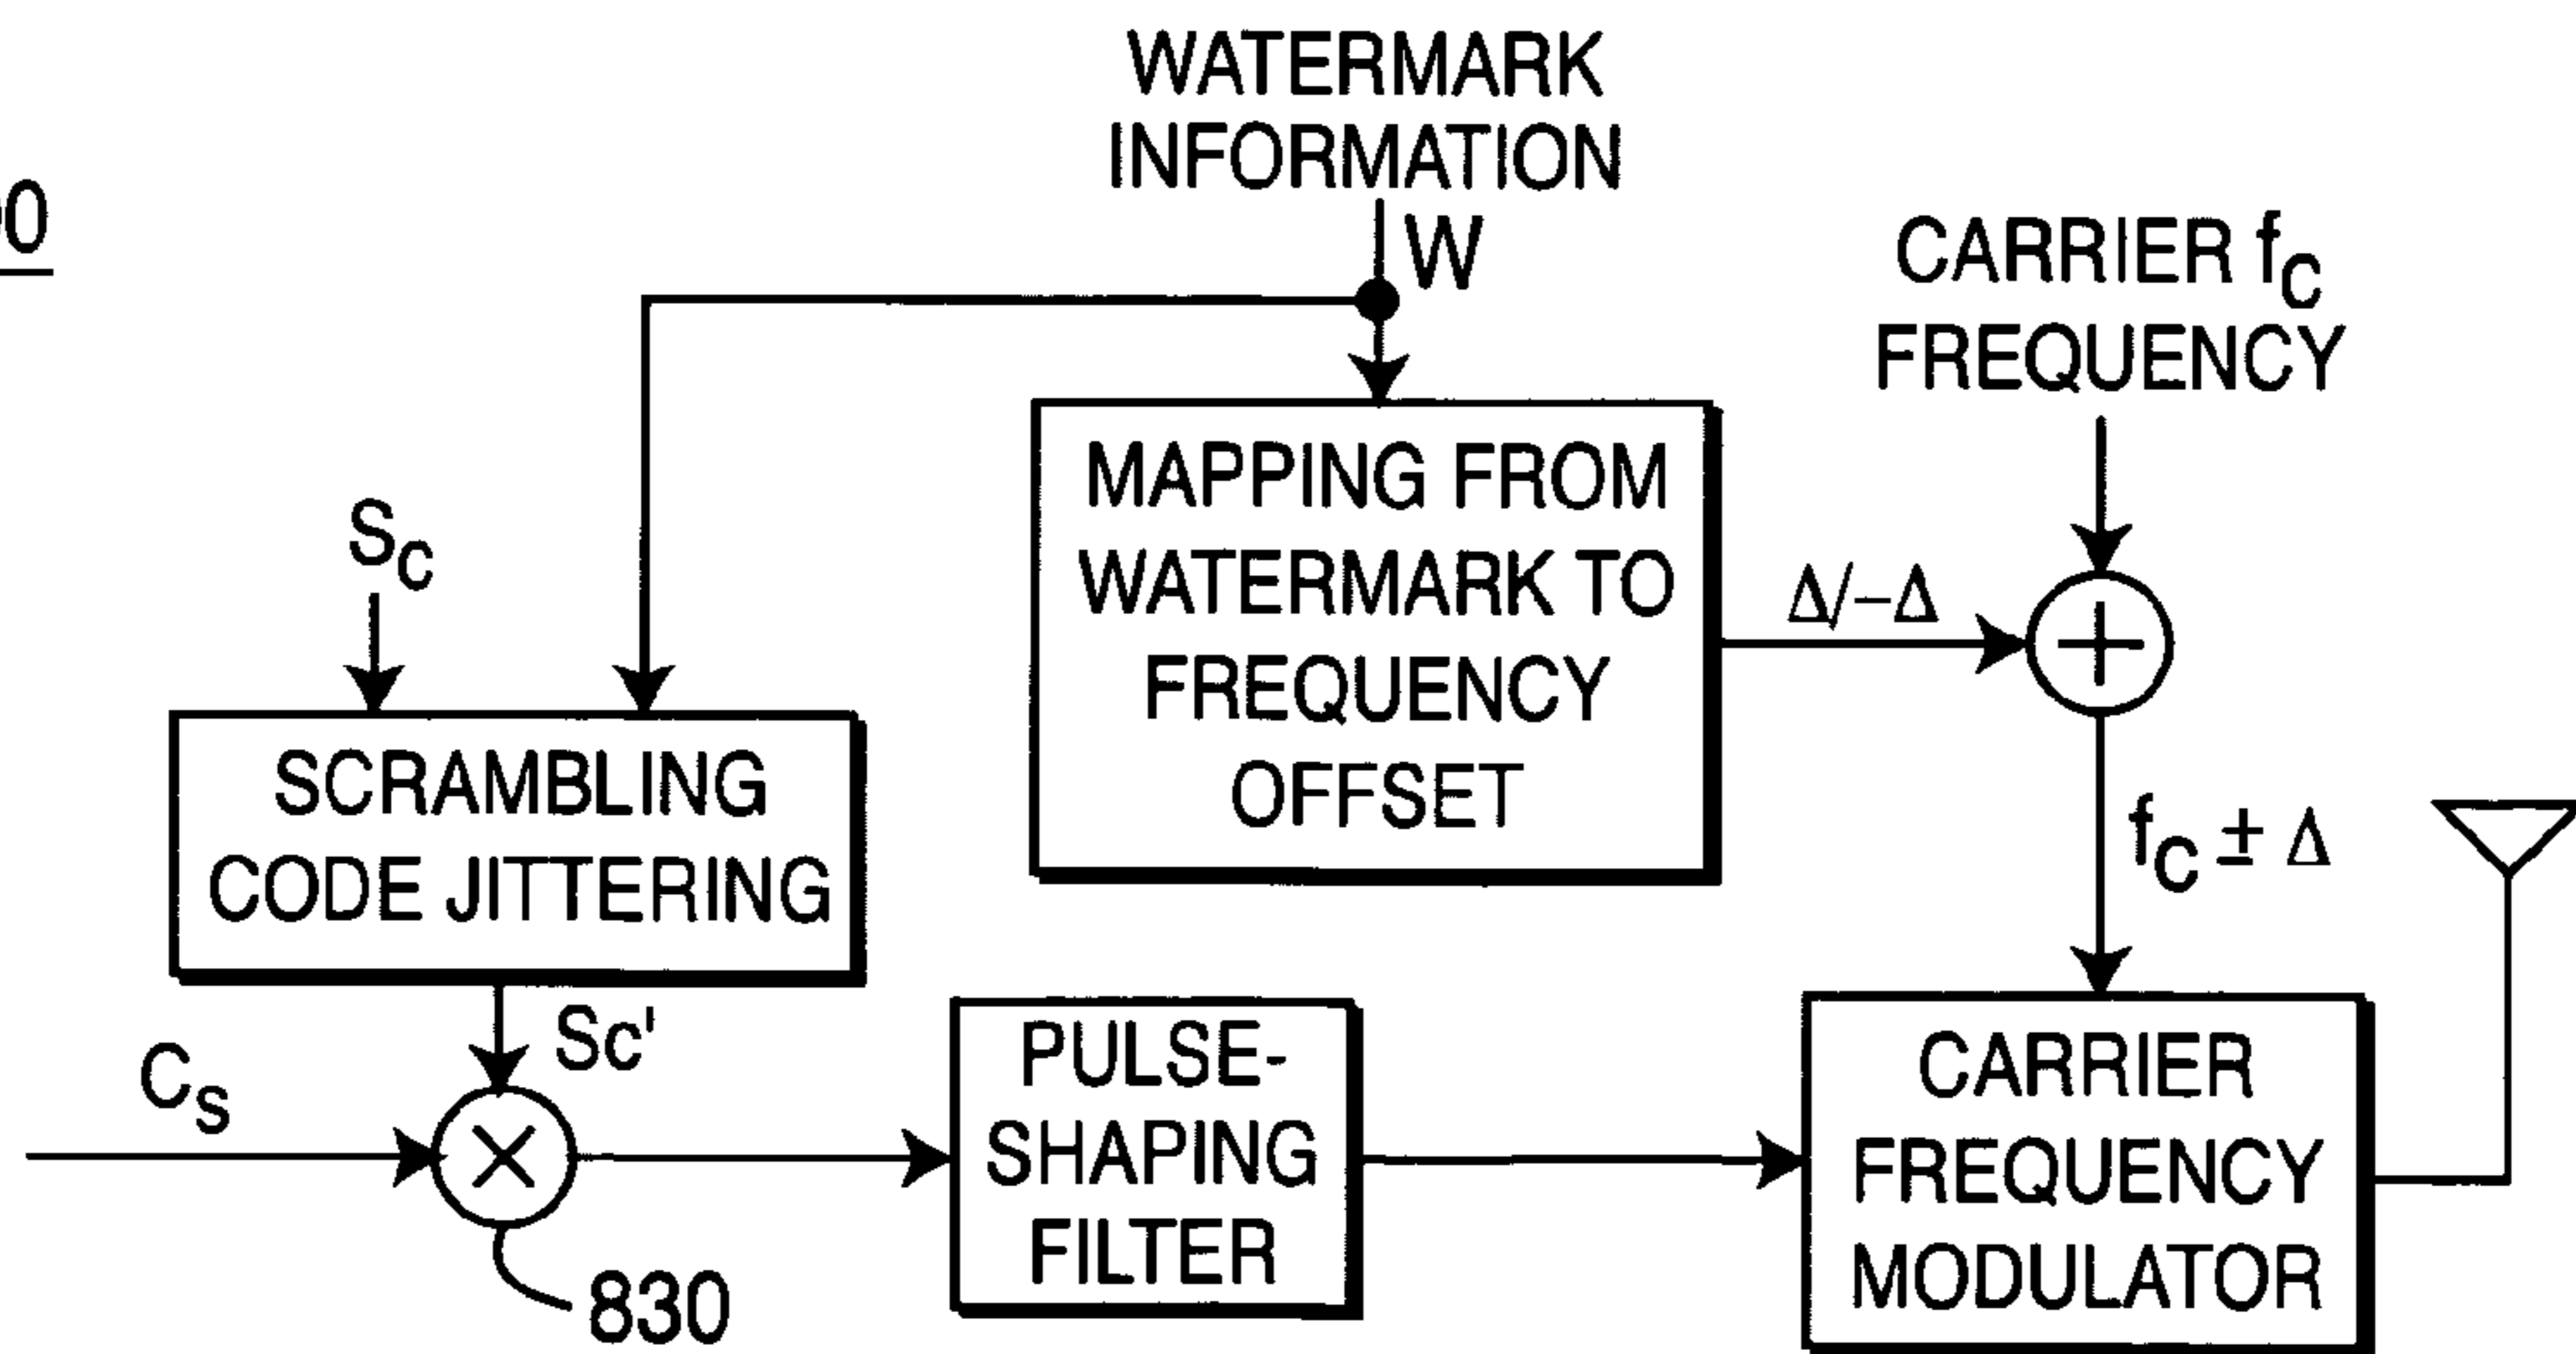 WATERMARK
INFORMATION
W
CARRIER fC
FREQUENCY
MAPPING FROM
WATERMARK TO
FREQUENCY
OFFSET
Δ/−Δ
+
SC
SCRAMBLING
CODE JITTERING
fC ± Δ
Sc'
CS
×
830
PULSE-
SHAPING
FILTER
CARRIER
FREQUENCY
MODULATOR